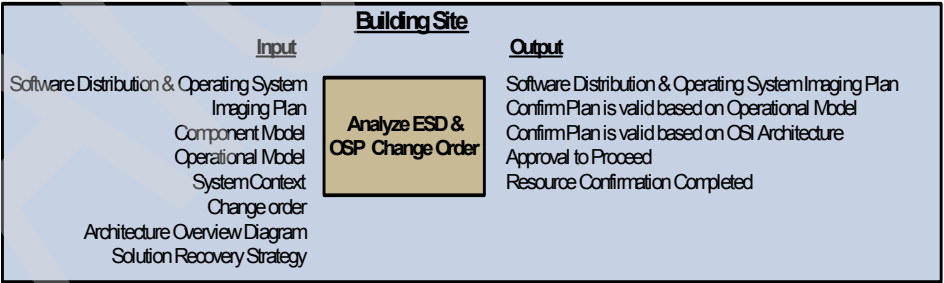 Building Site
Input
Software Distribution & Operating System
Imaging Plan
Component Model
Operational Model
System Context
Change order
Architecture Overview Diagram
Solution Recovery Strategy
Analyze ESD &
OSP Change Order
Output
Software Distribution & Operating System Imaging Plan
Confirm Plan is valid based on Operational Model
Confirm Plan is valid based on OSI Architecture
Approval to Proceed
Resource Confirmation Completed